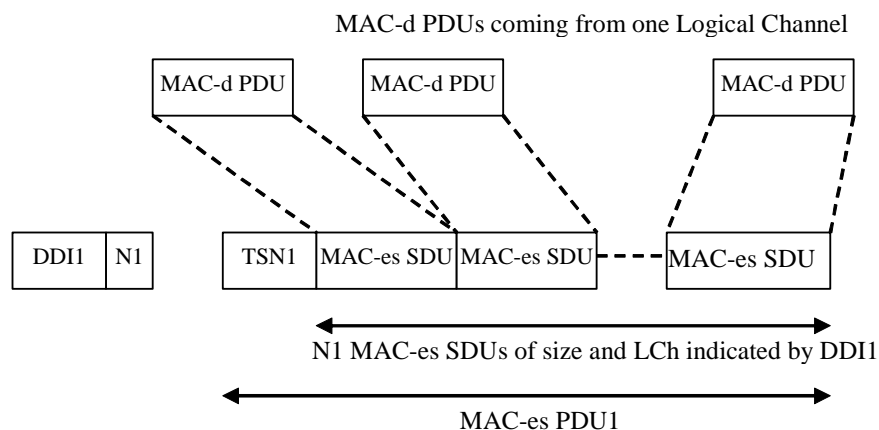 MAC-d PDUs coming from one Logical Channel
MAC-d PDU MAC-d PDU MAC-d PDU
DDI1 N1 TSN1 MAC-es SDU MAC-es SDU MAC-es SDU
N1 MAC-es SDUs of size and LCh indicated by DDI1
MAC-es PDU1